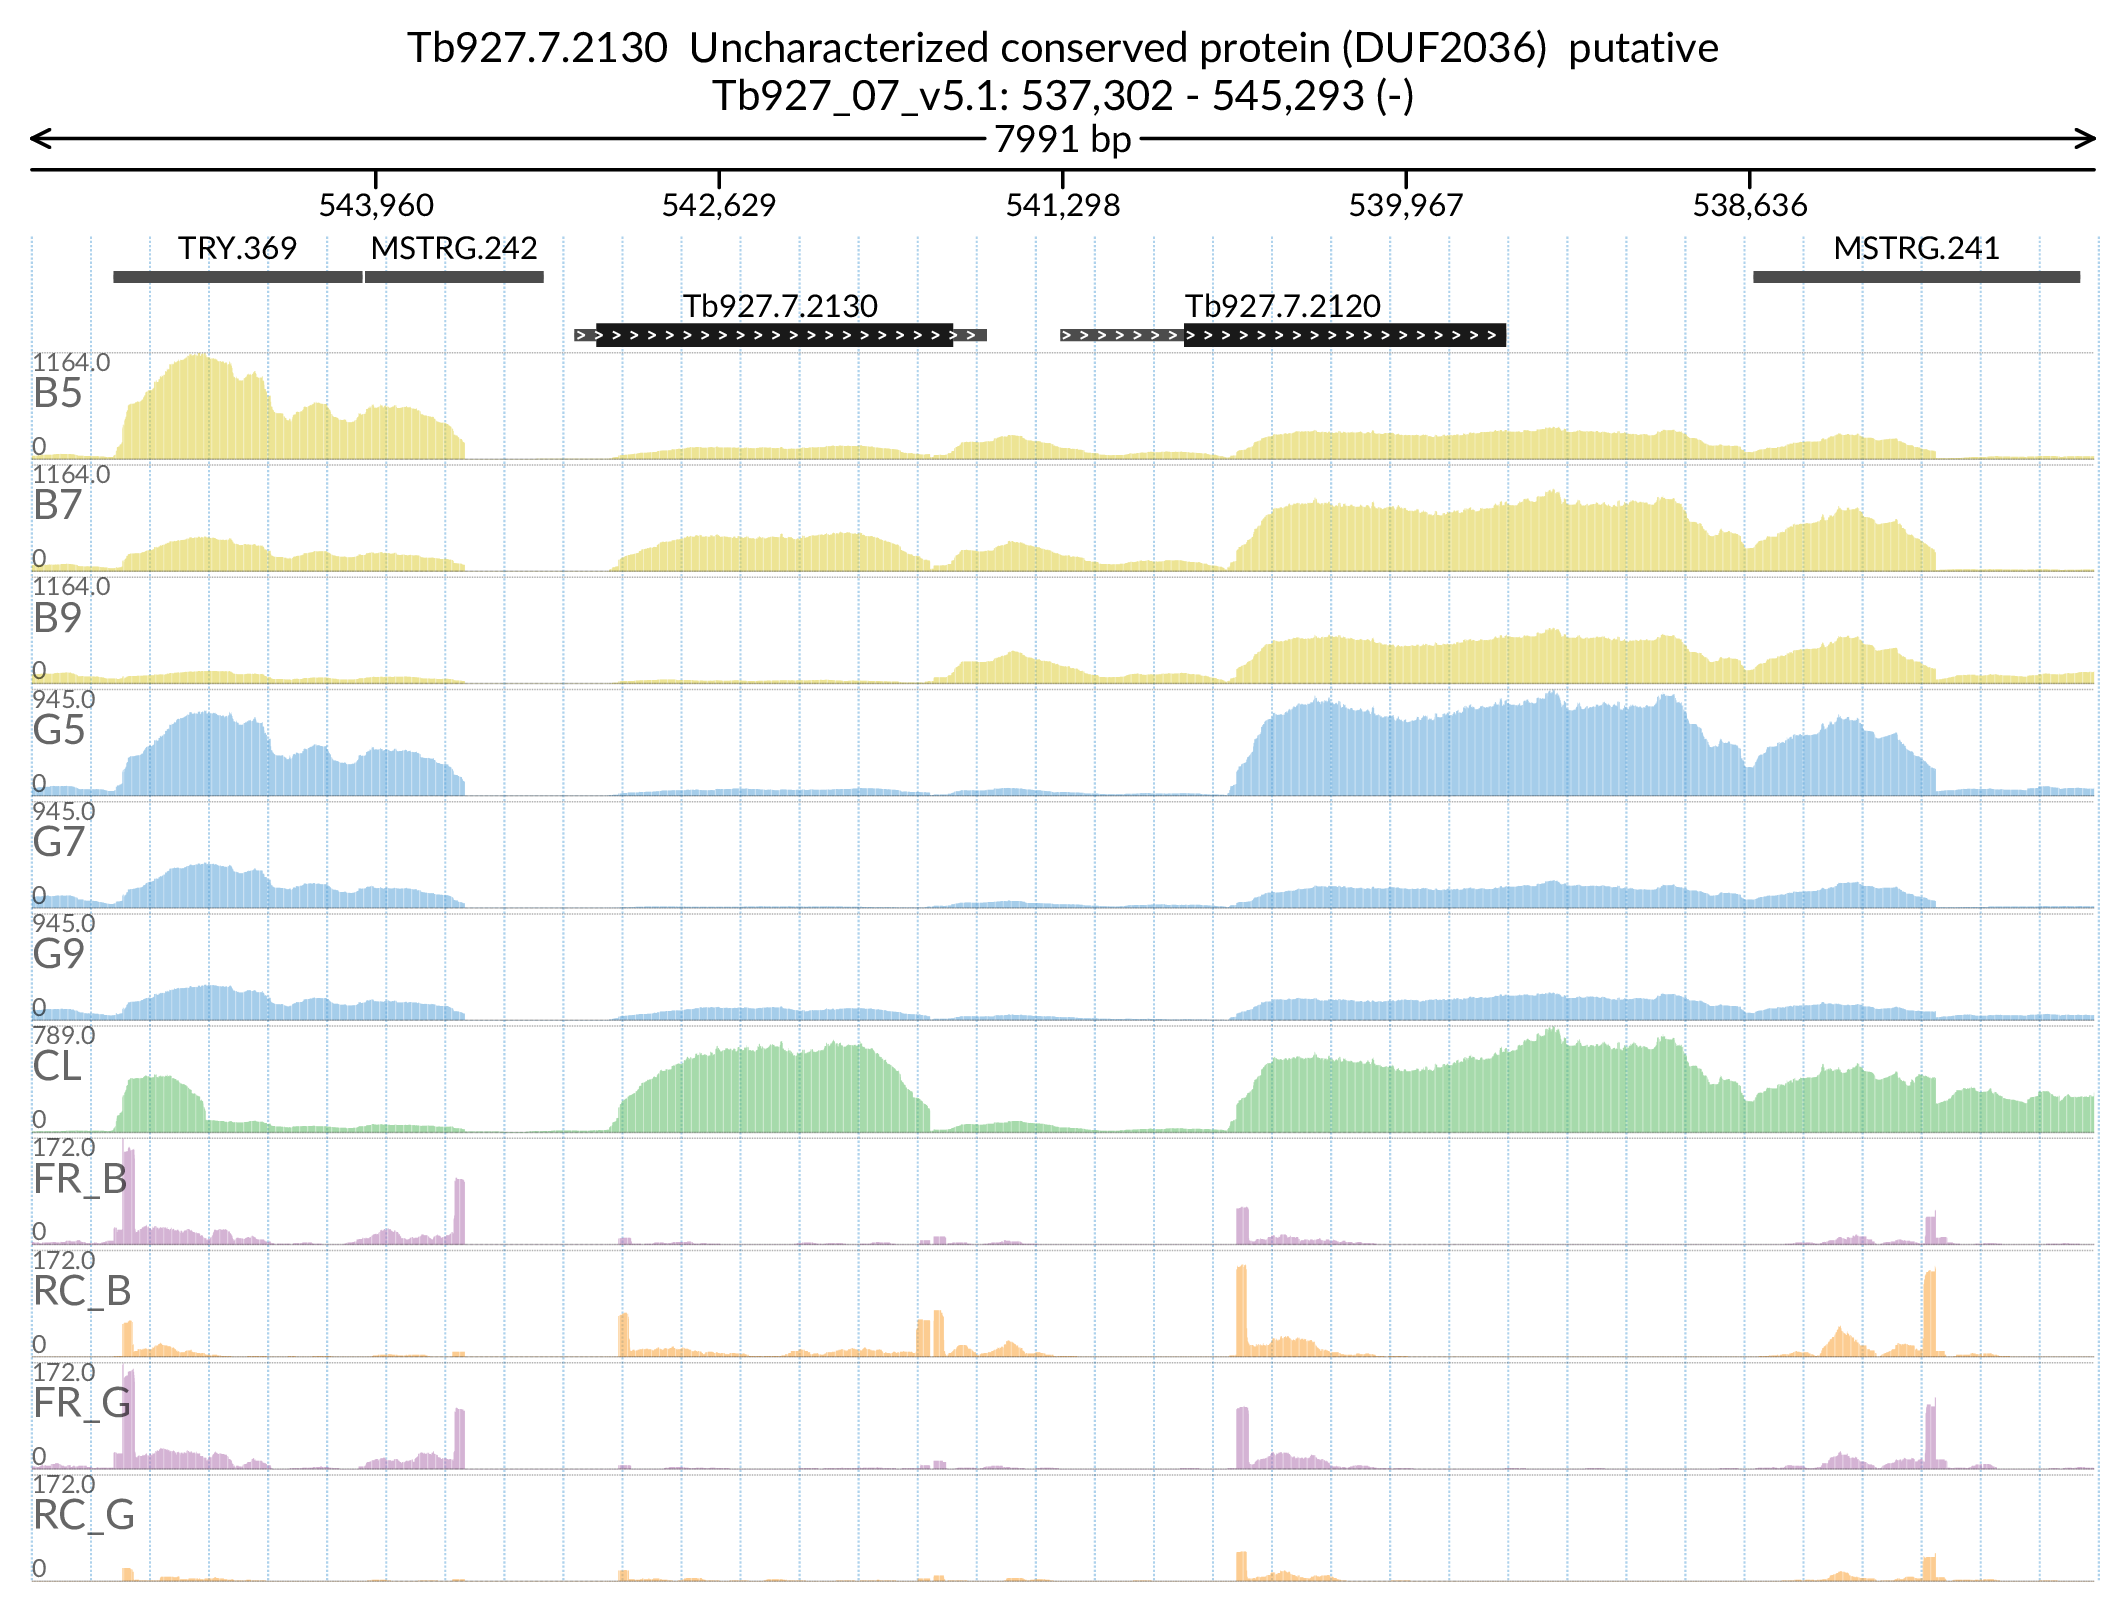 Tb927.7.2130  Uncharacterized conserved protein (DUF2036)  putative
Tb927_07_v5.1: 537,302 - 545,293 (-)
7991 bp
543,960 542,629 541,298 539,967 538,636
TRY.369 MSTRG.242 MSTRG.241
Tb927.7.2130 Tb927.7.2120
1164.0
B5
0
1164.0
B7
0
1164.0
B9
0
945.0
G5
0
945.0
G7
0
945.0
G9
0
789.0
CL
0
172.0
FR_B
0
172.0
RC_B
0
172.0
FR_G
0
172.0
RC_G
0